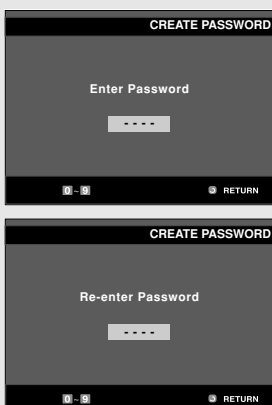 CREATE PASSWORD
Enter Password
- - - -
0 ~ 9 RETURN
CREATE PASSWORD
Re-enter Password
- - - -
0 ~ 9 RETURN